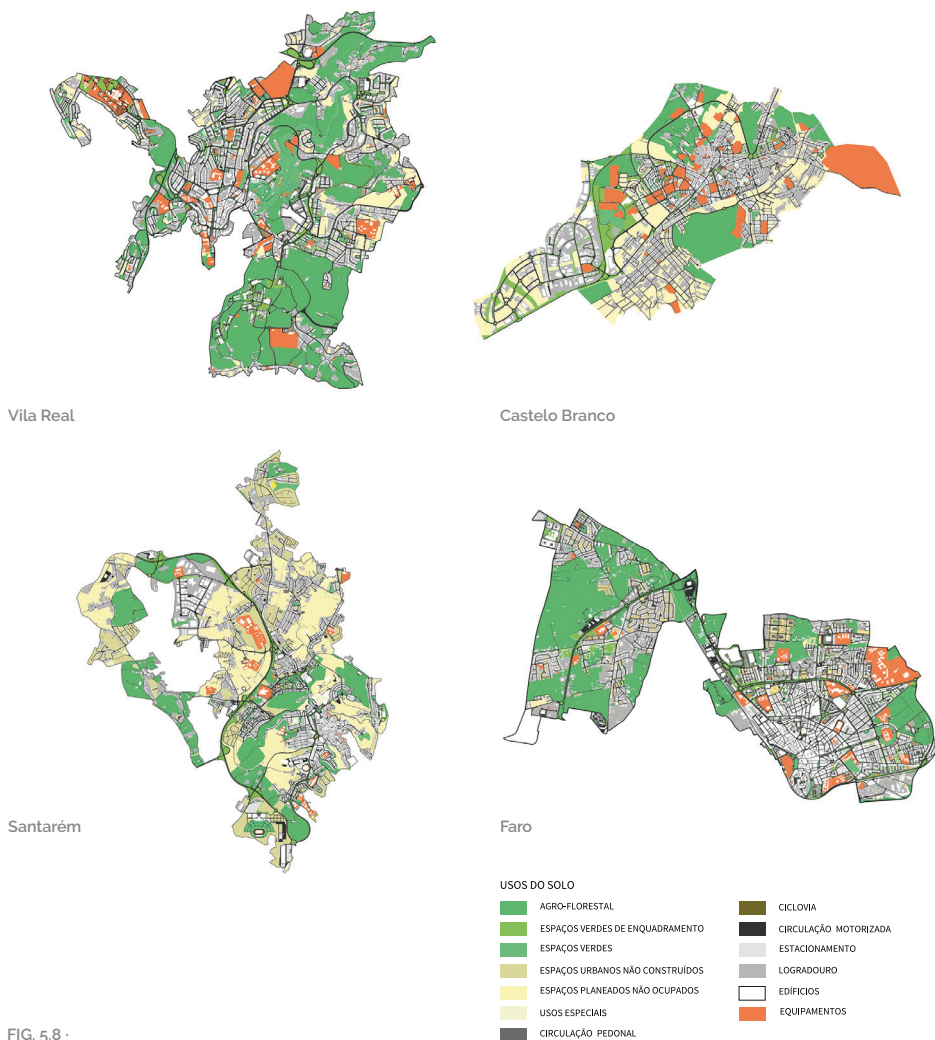 Vila Real
Castelo Branco
Santarém
Faro
USOS DO SOLO
AGRO-FLORESTAL
ESPAÇOS VERDES DE ENQUADRAMENTO
ESPAÇOS VERDES
ESPAÇOS URBANOS NÃO CONSTRUÍDOS
ESPAÇOS PLANEADOS NÃO OCUPADOS
USOS ESPECIAIS
CIRCULAÇÃO PEDONAL
CICLOVIA
CIRCULAÇÃO MOTORIZADA
ESTACIONAMENTO
LOGRADOURO
EDÍFICIOS
EQUIPAMENTOS
FIG. 5.8 ·